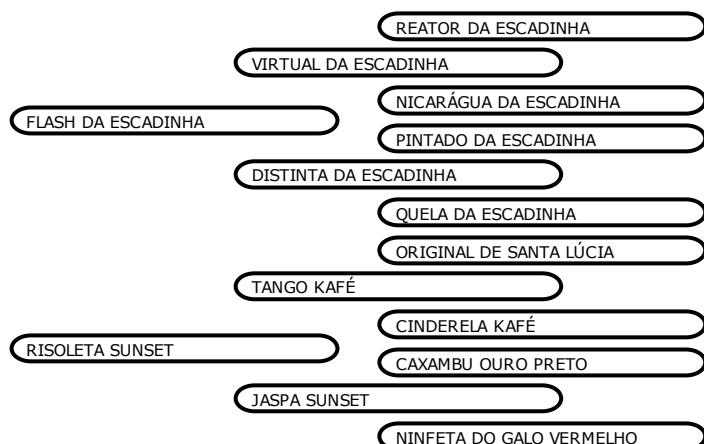 REATOR DA ESCADINHA
VIRTUAL DA ESCADINHA
NICARÁGUA DA ESCADINHA
FLASH DA ESCADINHA
PINTADO DA ESCADINHA
DISTINTA DA ESCADINHA
QUELA DA ESCADINHA
ORIGINAL DE SANTA LÚCIA
TANGO KAFÉ
CINDERELA KAFÉ
RISOLETA SUNSET
CAXAMBU OURO PRETO
JASPA SUNSET
NINFETA DO GALO VERMELHO